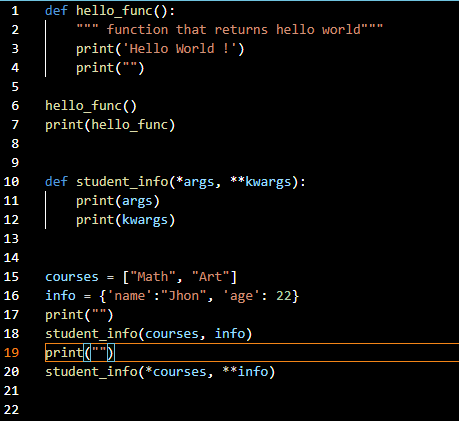 1 def hello_func():
2     """ function that returns hello world"""
3     print('Hello World !')
4     print("")
5
6 hello_func()
7 print(hello_func)
8
9
10 def student_info(*args, **kwargs):
11     print(args)
12     print(kwargs)
13
14
15 courses = ["Math", "Art"]
16 info = {'name':"Jhon", 'age': 22}
17 print("")
18 student_info(courses, info)
19 print("")
20 student_info(*courses, **info)
21
22